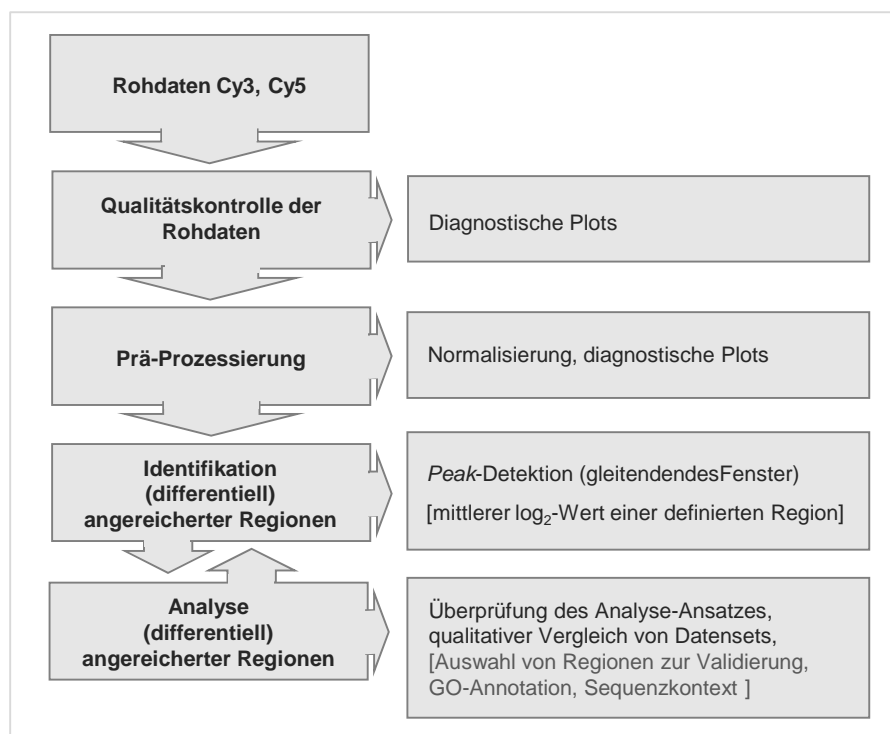 Rohdaten Cy3, Cy5
Qualitätskontrolle der
Rohdaten
Diagnostische Plots
Prä-Prozessierung
Normalisierung, diagnostische Plots
Identifikation
(differentiell)
angereicherter Regionen
Peak-Detektion (gleitendendesFenster)
[mittlerer log₂-Wert einer definierten Region]
Analyse
(differentiell)
angereicherter Regionen
Überprüfung des Analyse-Ansatzes,
qualitativer Vergleich von Datensets,
[Auswahl von Regionen zur Validierung,
GO-Annotation, Sequenzkontext ]